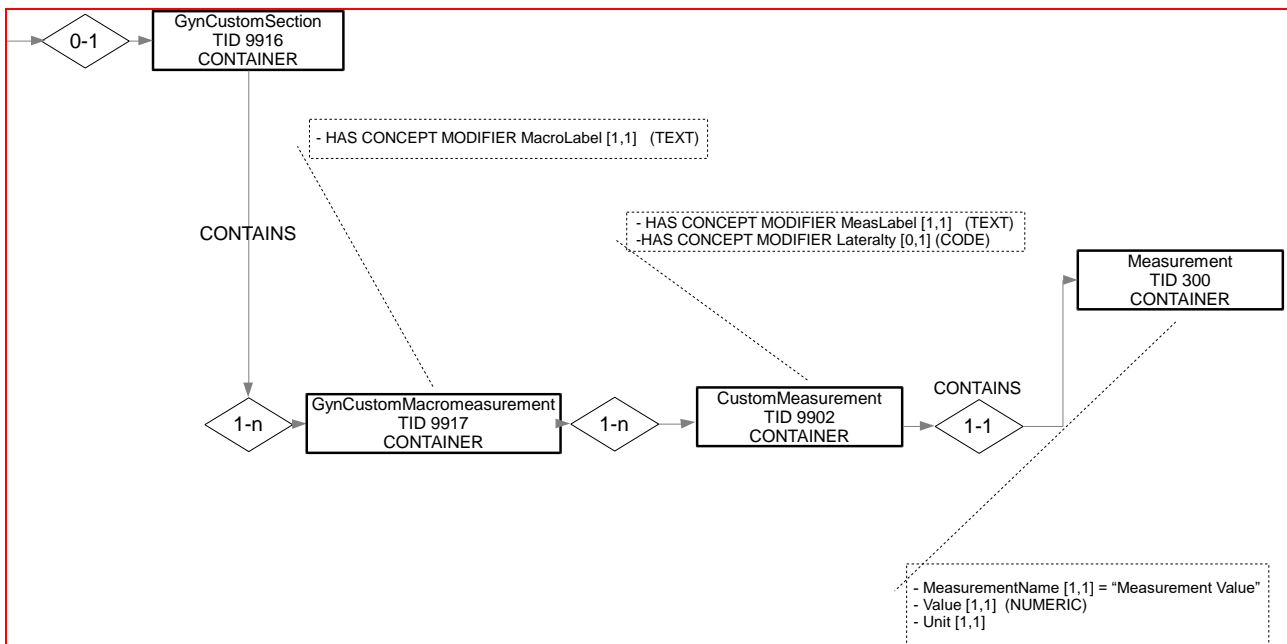 GynCustomSection
TID 9916
CONTAINER
0-1
- HAS CONCEPT MODIFIER MacroLabel [1,1] (TEXT)
CONTAINS
- HAS CONCEPT MODIFIER MeasLabel [1,1] (TEXT)
-HAS CONCEPT MODIFIER Lateralty [0,1] (CODE)
Measurement
TID 300
CONTAINER
1-n
GynCustomMacromeasurement
TID 9917
CONTAINER
1-n
CustomMeasurement
TID 9902
CONTAINER
CONTAINS
1-1
- MeasurementName [1,1] = “Measurement Value”
- Value [1,1] (NUMERIC)
- Unit [1,1]